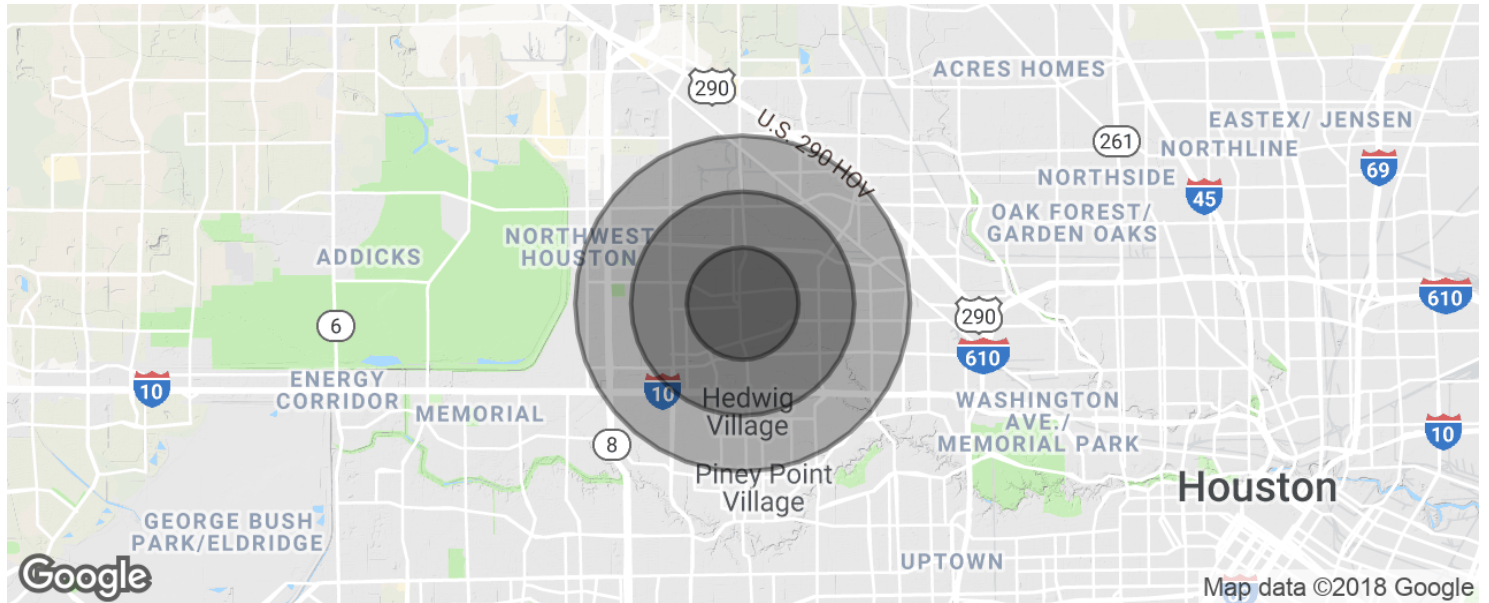 290
ACRES HOMES
U.S. 290 HOV
EASTEX/ JENSEN
261
NORTHLINE
69
NORTHSIDE
45
OAK FOREST/
GARDEN OAKS
NORTHWEST
HOUSTON
ADDICKS
610
290
6
610
ENERGY
CORRIDOR
10
10
Hedwig
Village
MEMORIAL
WASHINGTON
AVE./
MEMORIAL PARK
10
8
Piney Point
Village
Houston
GEORGE BUSH
PARK/ELDRIDGE
UPTOWN
Google
Map data ©2018 Google